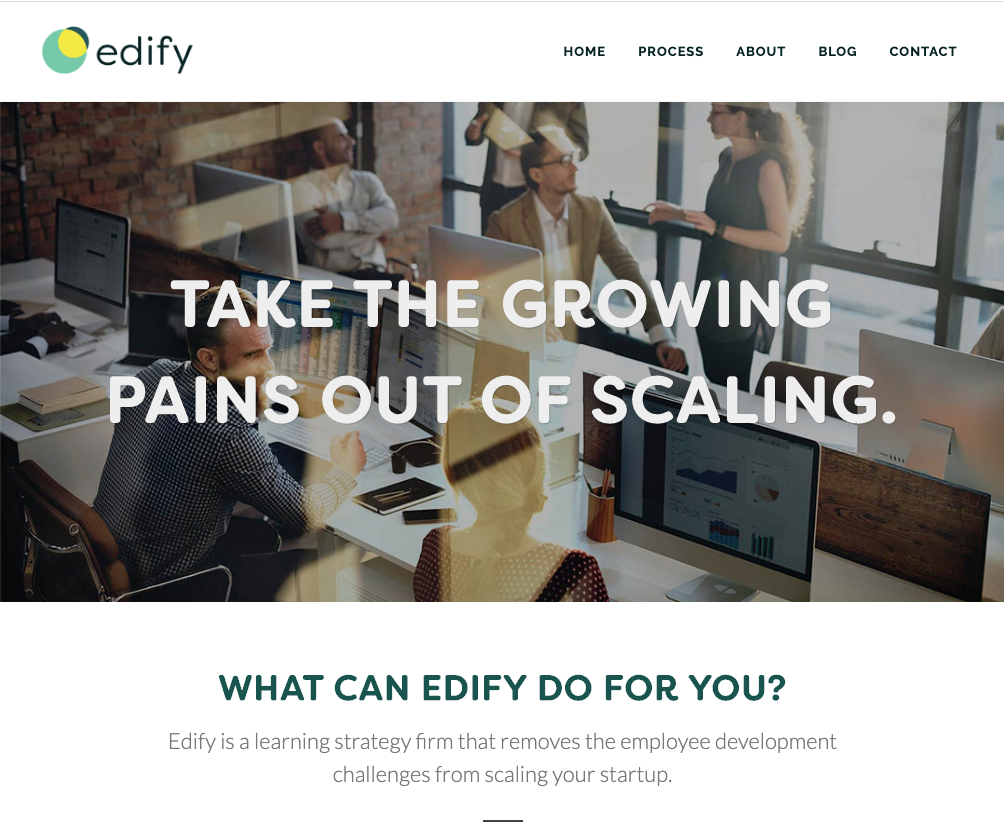 edify
HOME PROCESS ABOUT BLOG CONTACT
TAKE THE GROWING
PAINS OUT OF SCALING.
WHAT CAN EDIFY DO FOR YOU?
Edify is a learning strategy firm that removes the employee development
challenges from scaling your startup.